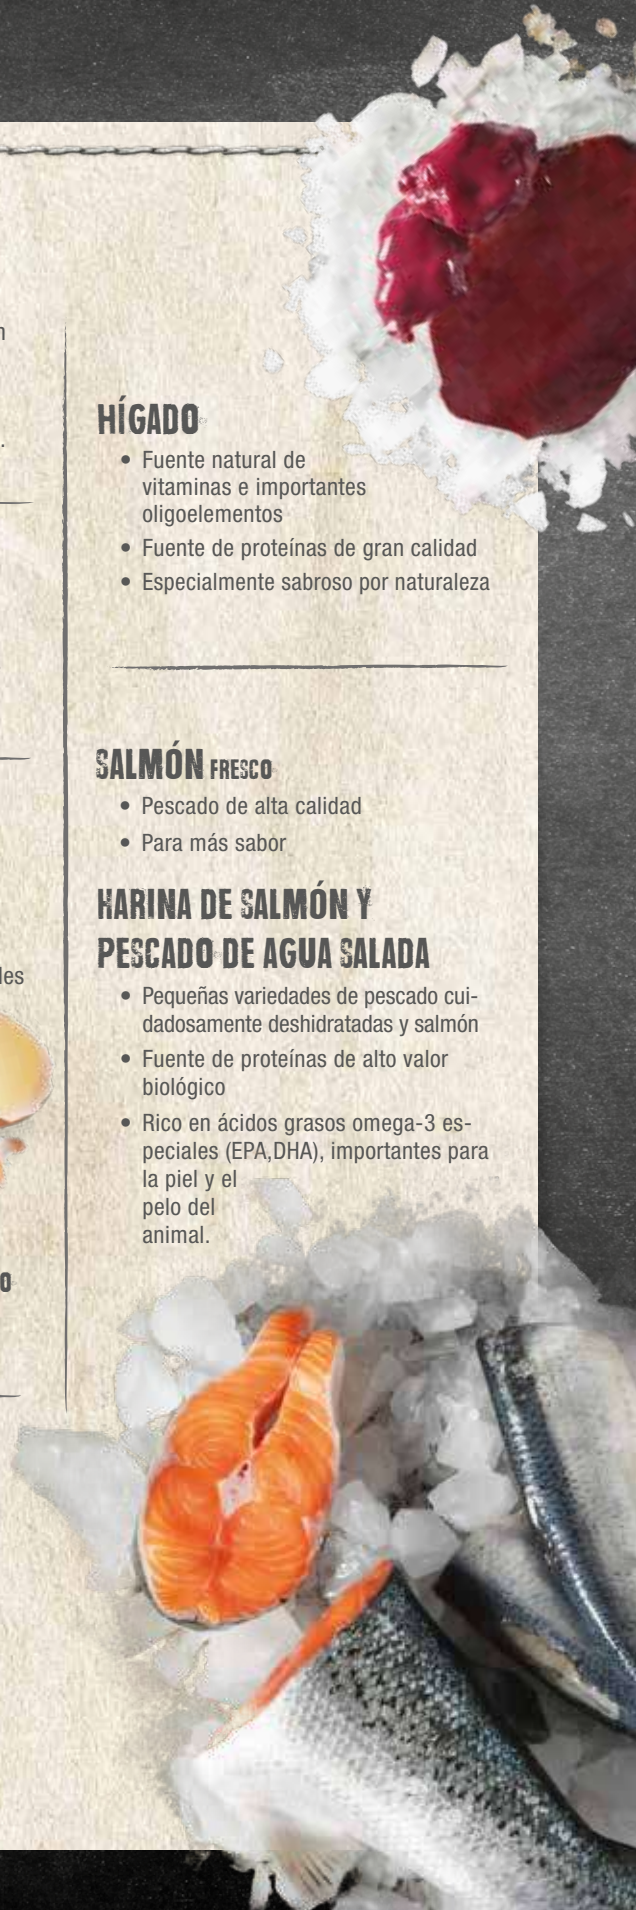 n
.
les
o
HÍGADO
• Fuente natural de
vitaminas e importantes
oligoelementos
• Fuente de proteínas de gran calidad
• Especialmente sabroso por naturaleza
SALMÓN FRESCO
• Pescado de alta calidad
• Para más sabor
HARINA DE SALMÓN Y
PESCADO DE AGUA SALADA
• Pequeñas variedades de pescado cui-
dadosamente deshidratadas y salmón
• Fuente de proteínas de alto valor
biológico
• Rico en ácidos grasos omega-3 es-
peciales (EPA,DHA), importantes para
la piel y el
pelo del
animal.